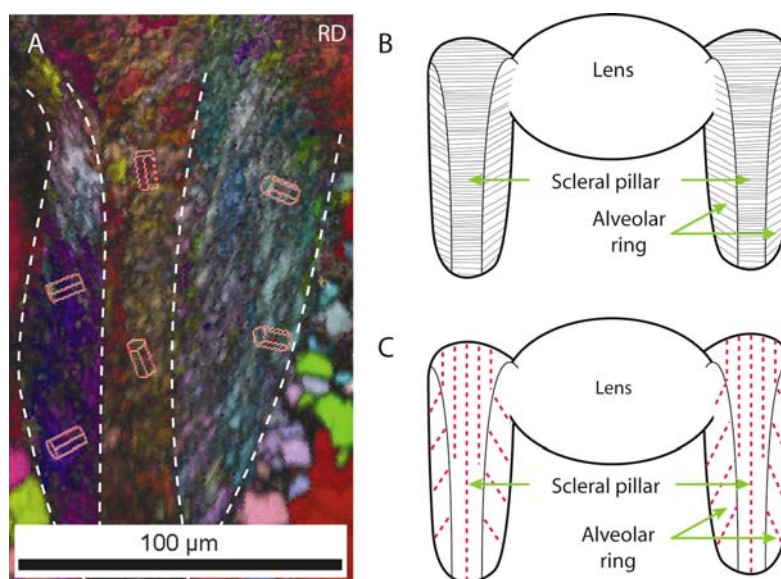 A
RD
100 µm
B
Lens
Scleral pillar
Alveolar
ring
C
Lens
Scleral pillar
Alveolar
ring